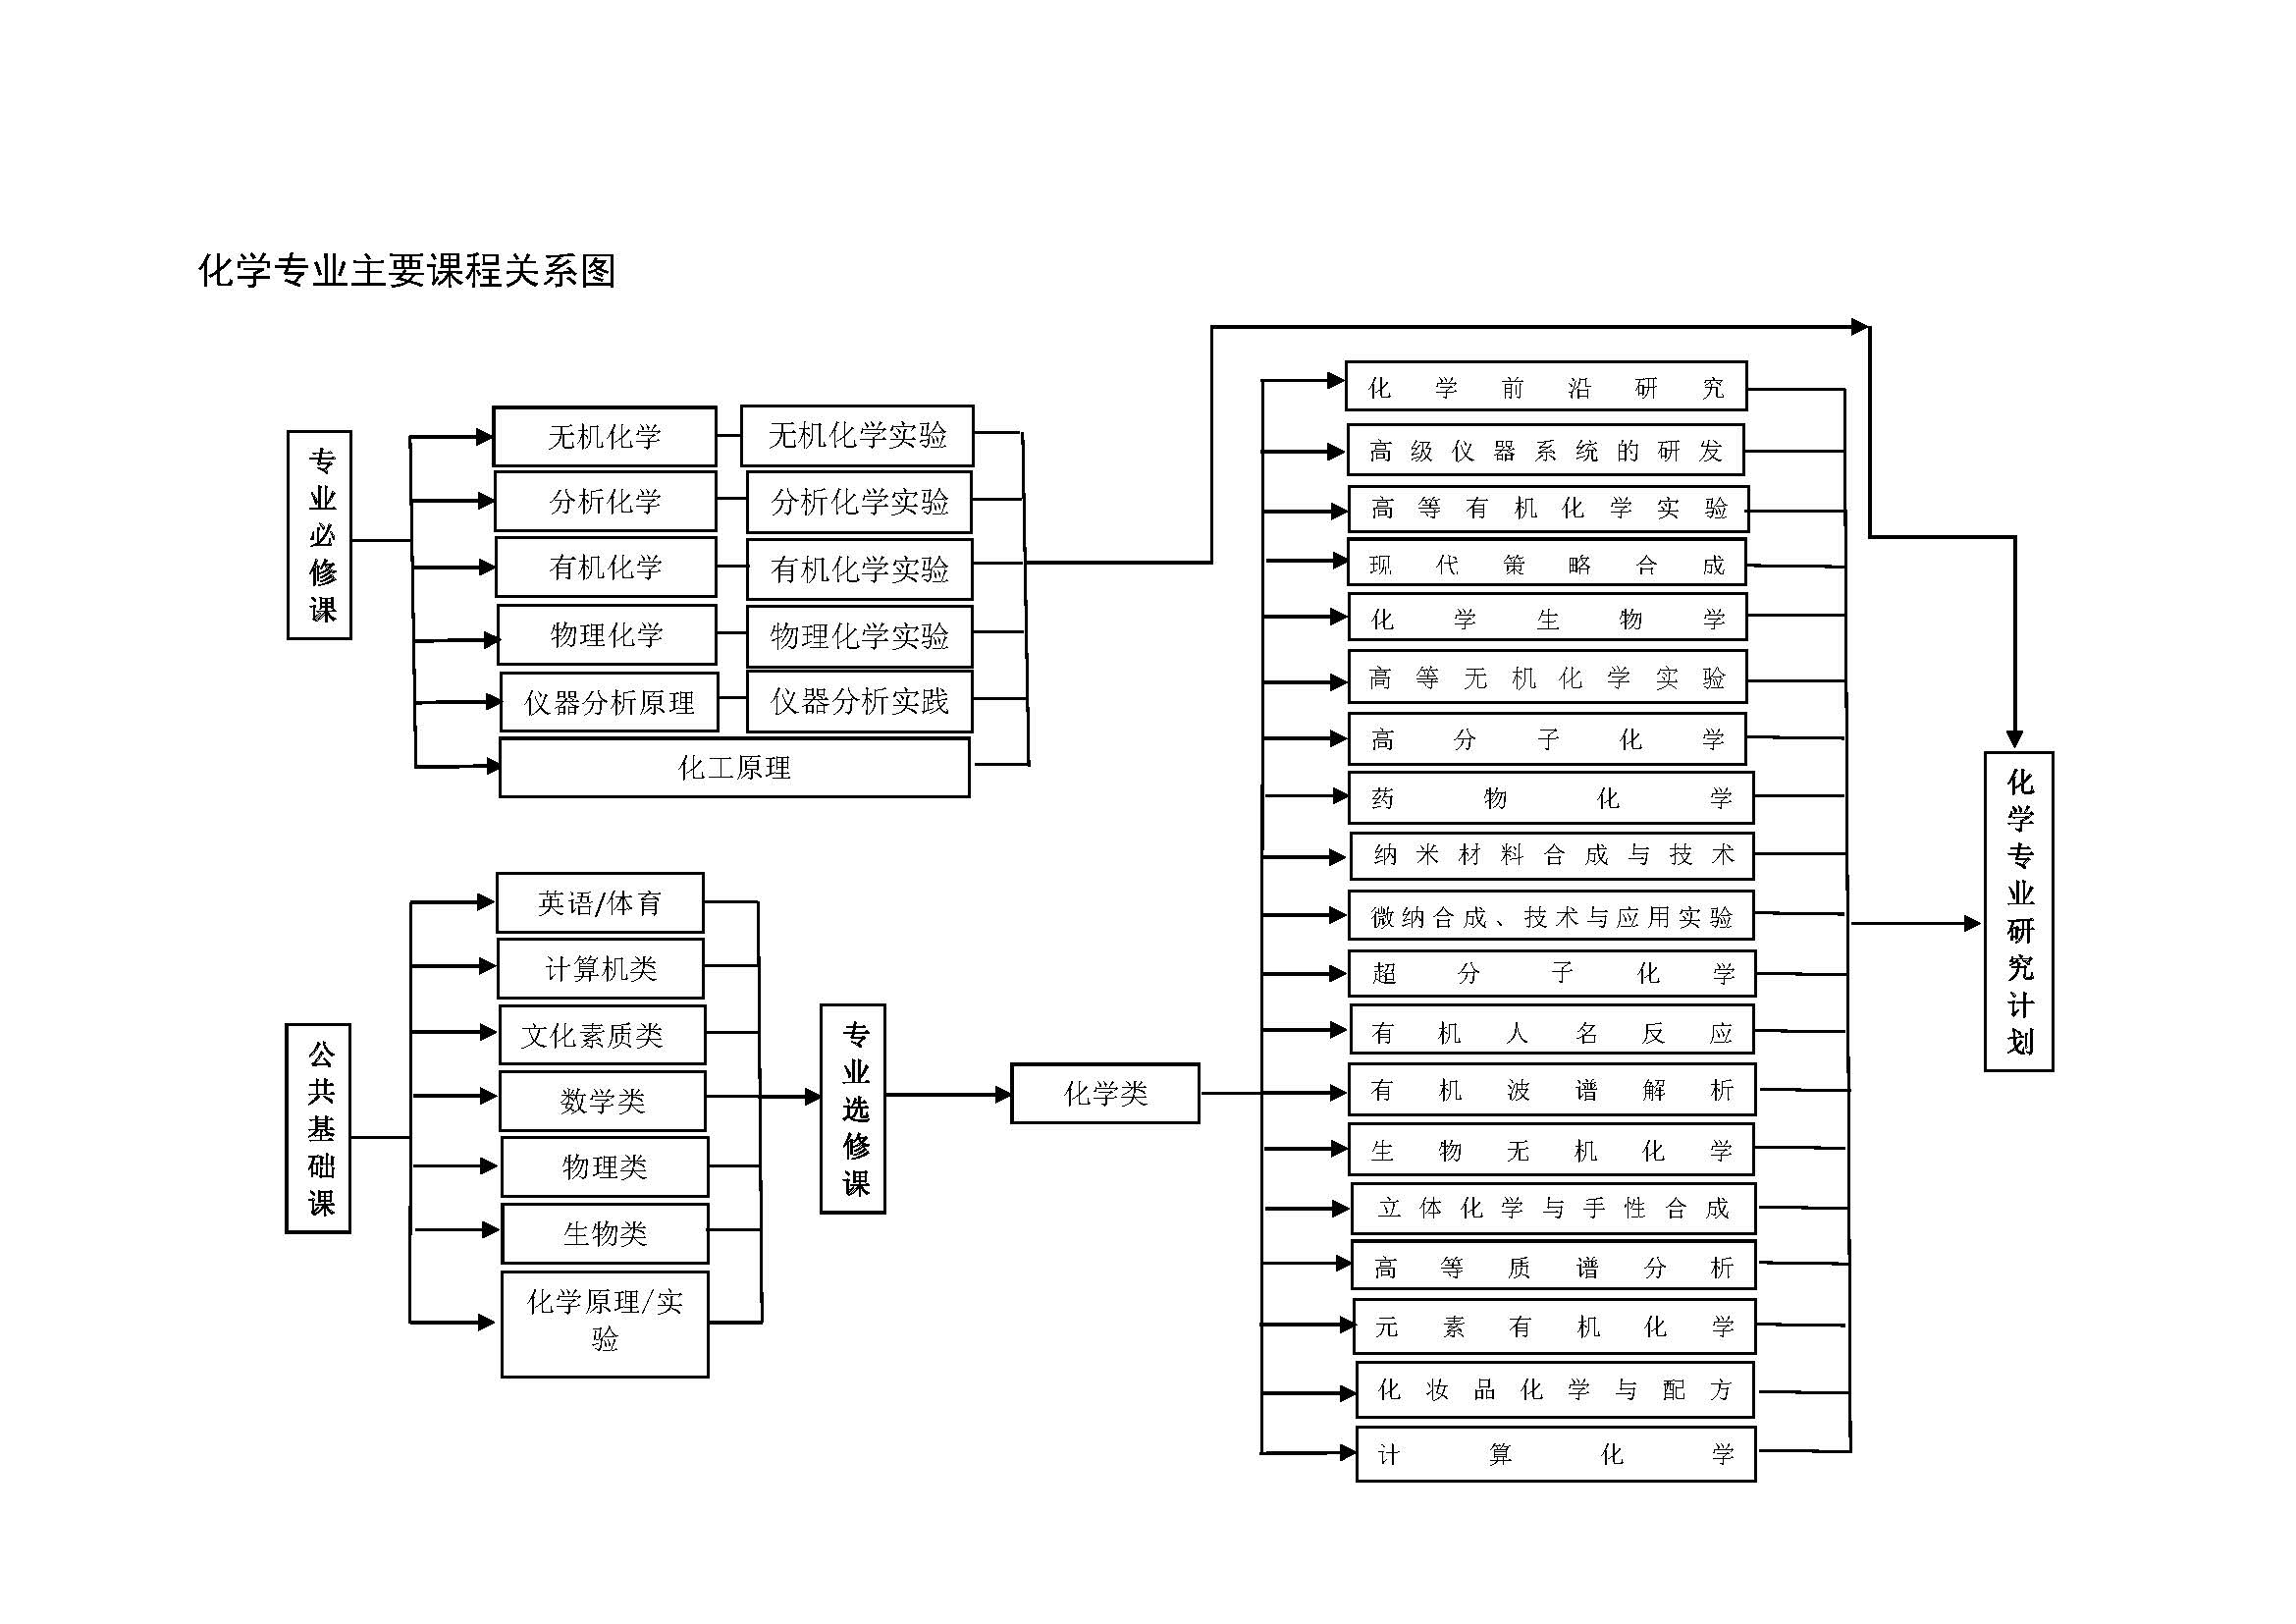 化学专业主要课程关系图
专业必修课
无机化学
无机化学实验
分析化学
分析化学实验
有机化学
有机化学实验
物理化学
物理化学实验
仪器分析原理
仪器分析实践
化工原理
公共基础课
英语/体育
计算机类
文化素质类
数学类
物理类
生物类
化学原理/实
验
专业选修课
化学类
化学前沿研究
高级仪器系统的研发
高等有机化学实验
现代策略合成
化学生物学
高等无机化学实验
高分子化学
药物化学
纳米材料合成与技术
微纳合成、技术与应用实验
超分子化学
有机人名反应
有机波谱解析
生物无机化学
立体化学与手性合成
高等质谱分析
元素有机化学
化妆品化学与配方
计算化学
化学专业研究计划